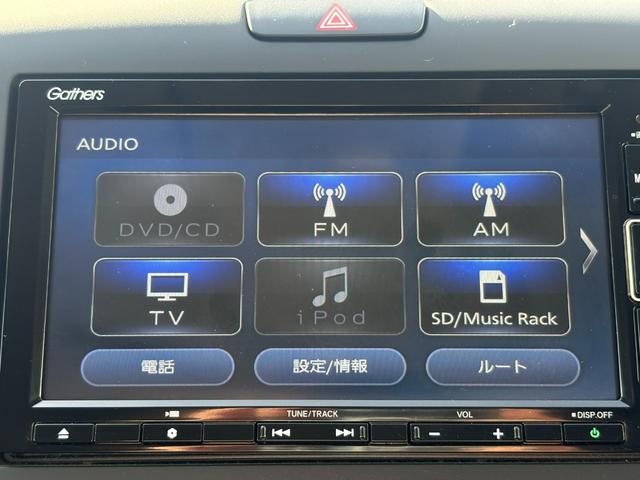 Gathers
AUDIO
DVD/CD
FM
AM
TV
iPod
SD/Music Rack
電話
設定/情報
ルート
TUNE/TRACK
VOL
DISP.OFF